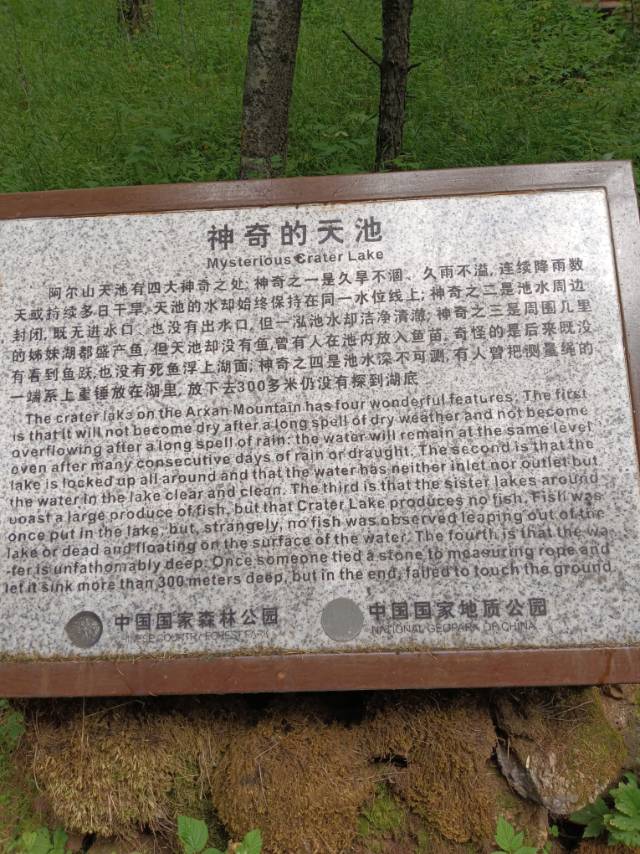 神奇的天池
Mysterious Crater Lake
阿尔山天池有四大神奇之处: 神奇之一是久旱不涸、久雨不溢, 连续降雨数
天或持续多日干旱, 天池的水却始终保持在同一水位线上; 神奇之二是池水周边
封闭, 既无进水口、也没有出水口, 但一泓池水却洁净清澈; 神奇之三是周围几里
的姊妹湖都盛产鱼, 但天池却没有鱼,曾有人在池内放入鱼苗, 奇怪的是后来既没
有看到鱼跃,也没有死鱼浮上湖面; 神奇之四是池水深不可测, 有人曾把测量绳的
一端系上重锤放在湖里, 放下去300多米仍没有探到湖底
The crater lake on the Arxan Mountain has four wonderful features. The first
is that it will not become dry after a long spell of dry weather and not become
overflowing after a long spell of rain: the water will remain at the same level
even after many consecutive days of rain or draught. The second is that the
lake is locked up all around and that the water has neither inlet nor outlet but
the water in the lake clear and clean. The third is that the sister lakes around
boast a large produce of fish, but that Crater Lake produces no fish. Fish was
once put in the lake, but, strangely, no fish was observed leaping out of the
lake or dead and floating on the surface of the water. The fourth is that the wa-
-ter is unfathomably deep. Once someone tied a stone to measuring rope and
let it sink more than 300 meters deep, but in the end, failed to touch the ground
中国国家森林公园
中国国家地质公园
NATIONAL GEOPARK OF CHINA